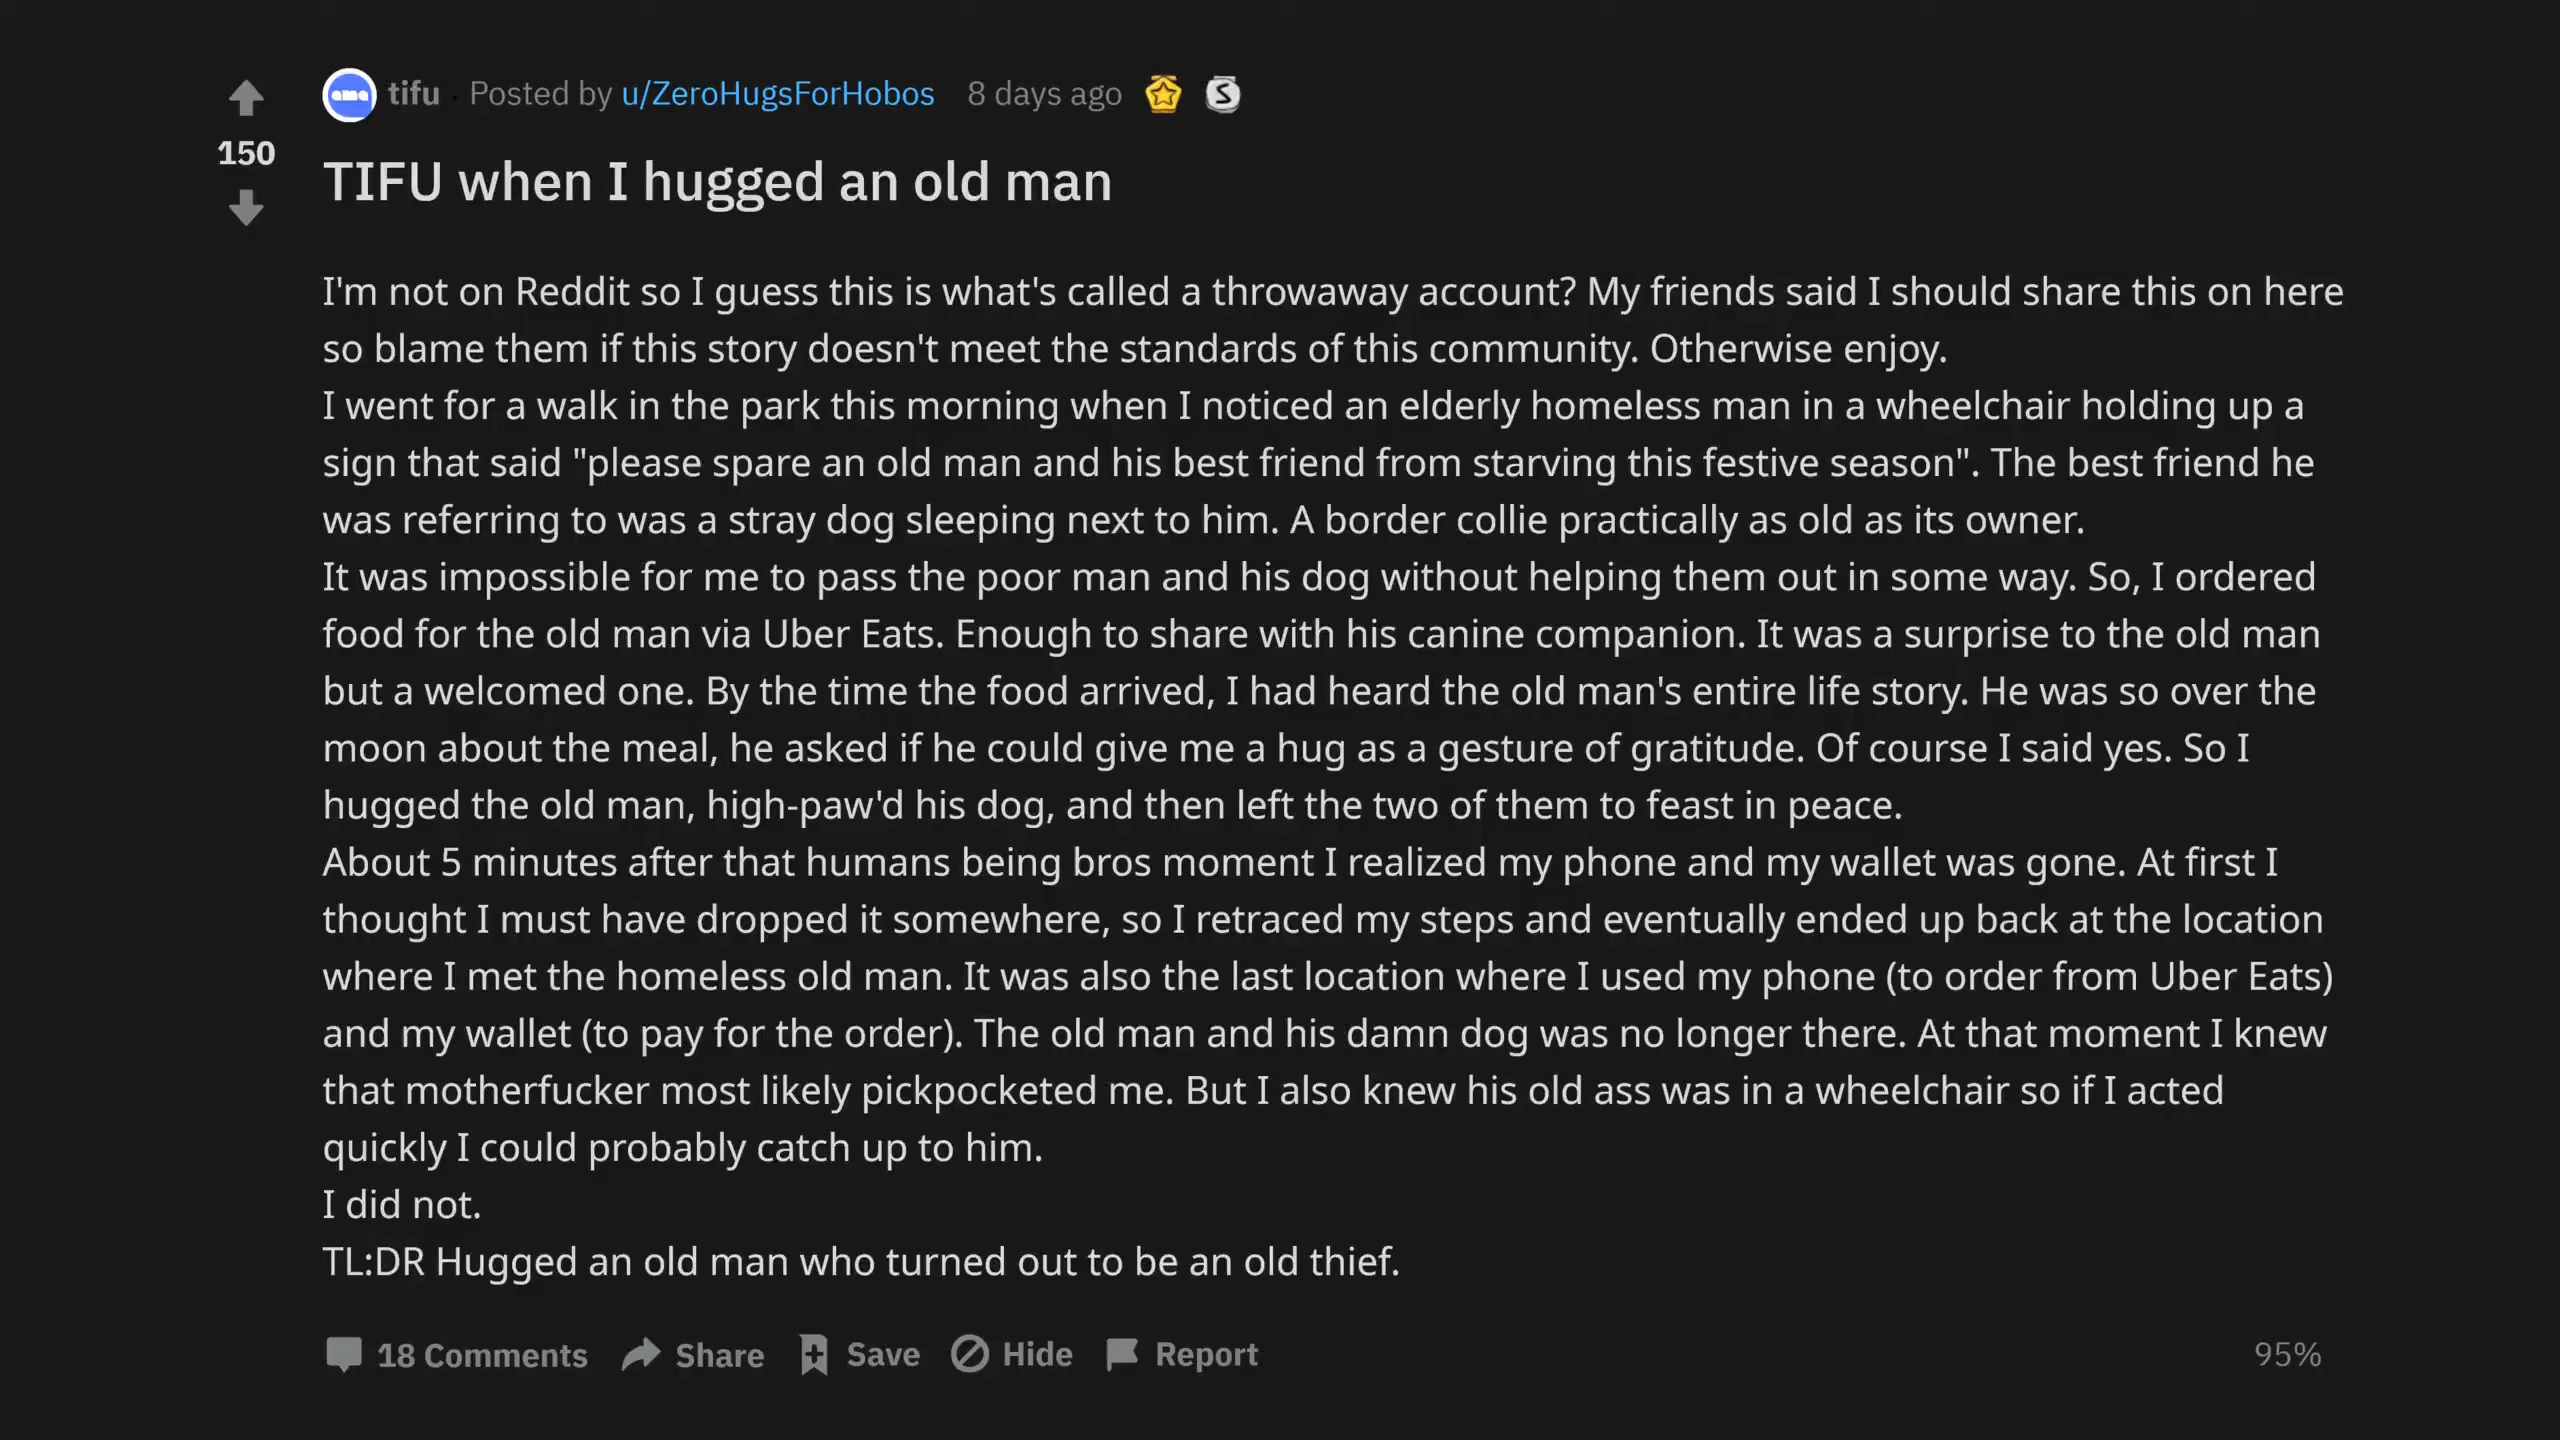 tifu · Posted by u/ZeroHugsForHobos 8 days ago
150
TIFU when I hugged an old man
I'm not on Reddit so I guess this is what's called a throwaway account? My friends said I should share this on here
so blame them if this story doesn't meet the standards of this community. Otherwise enjoy.
I went for a walk in the park this morning when I noticed an elderly homeless man in a wheelchair holding up a
sign that said "please spare an old man and his best friend from starving this festive season". The best friend he
was referring to was a stray dog sleeping next to him. A border collie practically as old as its owner.
It was impossible for me to pass the poor man and his dog without helping them out in some way. So, I ordered
food for the old man via Uber Eats. Enough to share with his canine companion. It was a surprise to the old man
but a welcomed one. By the time the food arrived, I had heard the old man's entire life story. He was so over the
moon about the meal, he asked if he could give me a hug as a gesture of gratitude. Of course I said yes. So I
hugged the old man, high-paw'd his dog, and then left the two of them to feast in peace.
About 5 minutes after that humans being bros moment I realized my phone and my wallet was gone. At first I
thought I must have dropped it somewhere, so I retraced my steps and eventually ended up back at the location
where I met the homeless old man. It was also the last location where I used my phone (to order from Uber Eats)
and my wallet (to pay for the order). The old man and his damn dog was no longer there. At that moment I knew
that motherfucker most likely pickpocketed me. But I also knew his old ass was in a wheelchair so if I acted
quickly I could probably catch up to him.
I did not.
TL:DR Hugged an old man who turned out to be an old thief.
18 Comments Share Save Hide Report 95%